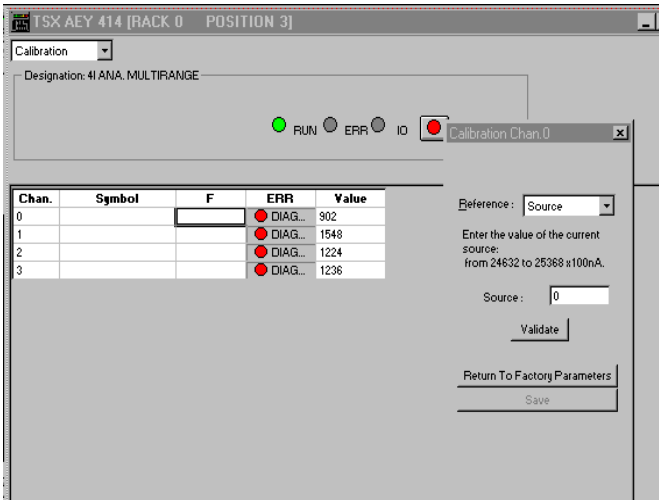 TSX AEY 414 [RACK 0 POSITION 3]
Calibration
Designation: 4I ANA. MULTIRANGE
RUN ERR IO
Calibration Chan.0
Chan. Symbol F ERR Value
0 DIAG... 902
1 DIAG... 1548
2 DIAG... 1224
3 DIAG... 1236
Reference : Source
Enter the value of the current
source:
from 24632 to 25368 x100nA.
Source : 0
Validate
Return To Factory Parameters
Save